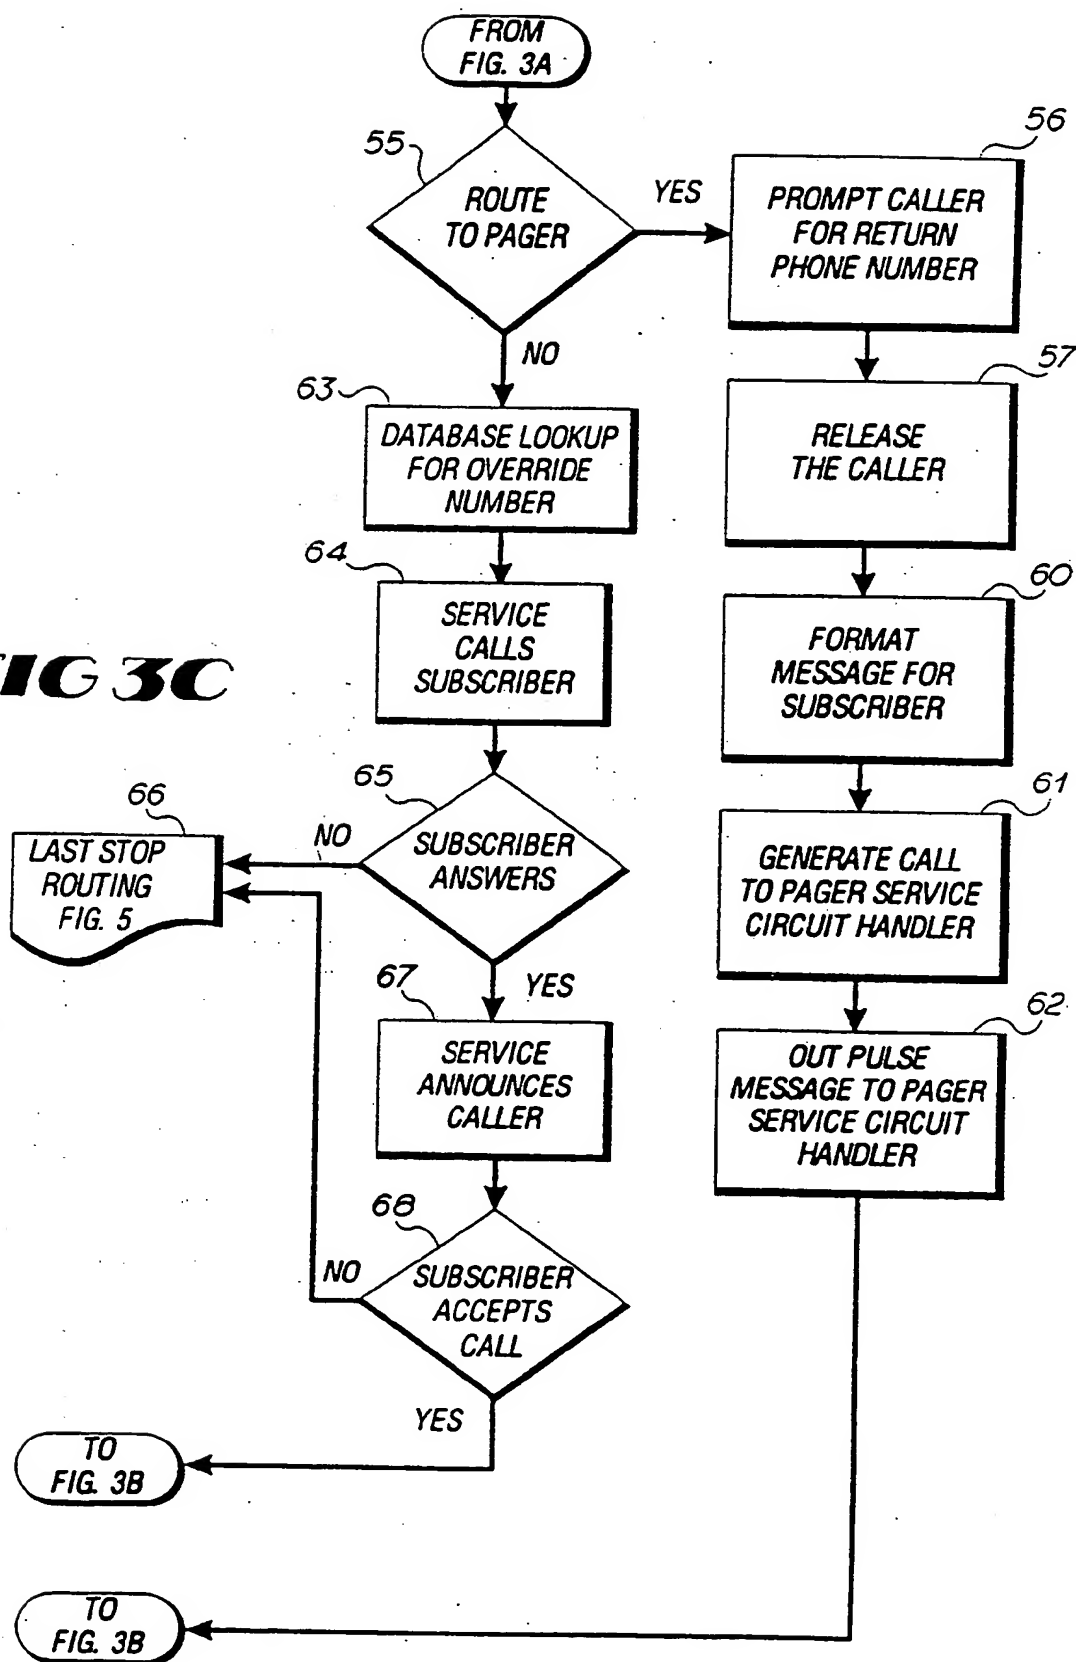 FROM
FIG. 3A
55
ROUTE
TO PAGER
YES
56
PROMPT CALLER
FOR RETURN
PHONE NUMBER
NO
57
RELEASE
THE CALLER
63
DATABASE LOOKUP
FOR OVERRIDE
NUMBER
64
SERVICE
CALLS
SUBSCRIBER
60
FORMAT
MESSAGE FOR
SUBSCRIBER
FIG 3C
65
SUBSCRIBER
ANSWERS
NO
66
LAST STOP
ROUTING
FIG. 5
61
GENERATE CALL
TO PAGER SERVICE
CIRCUIT HANDLER
YES
67
SERVICE
ANNOUNCES
CALLER
62
OUT PULSE
MESSAGE TO PAGER
SERVICE CIRCUIT
HANDLER
68
SUBSCRIBER
ACCEPTS
CALL
NO
YES
TO
FIG. 3B
TO
FIG. 3B